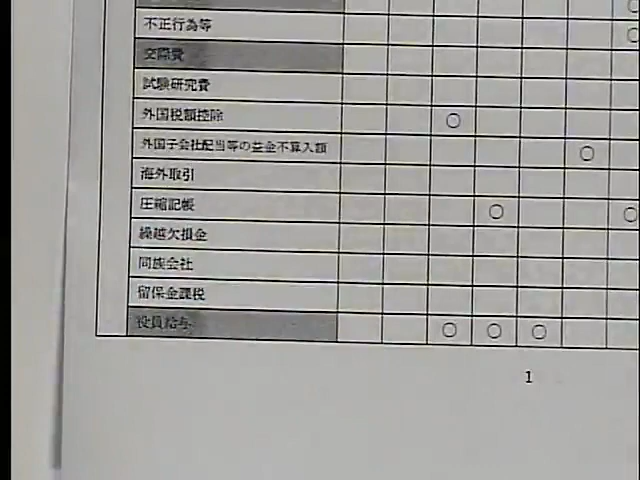 不正行為等 ○
交際費
試験研究費
外国税額控除 ○
外国子会社配当等の益金不算入額 ○
海外取引
圧縮記帳 ○ ○
繰越欠損金
同族会社
留保金課税
役員給与 ○ ○ ○
1